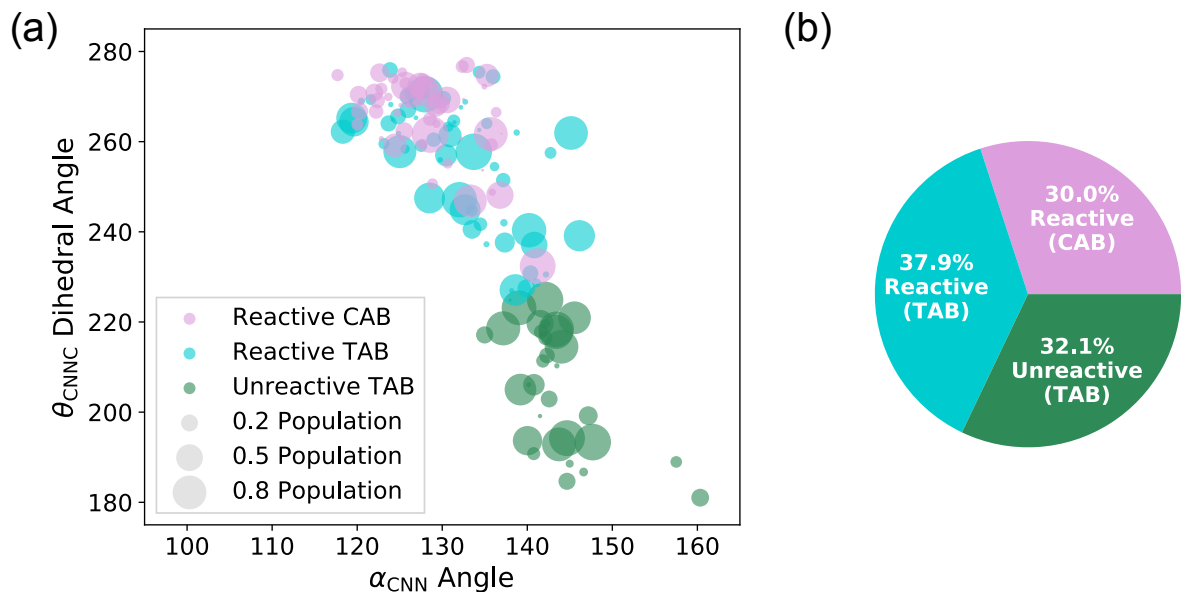 (a)
280
260
240
220
200
180
θCNNC Dihedral Angle
Reactive CAB
Reactive TAB
Unreactive TAB
0.2 Population
0.5 Population
0.8 Population
100 110 120 130 140 150 160
αCNN Angle
(b)
30.0%
Reactive
(CAB)
37.9%
Reactive
(TAB)
32.1%
Unreactive
(TAB)